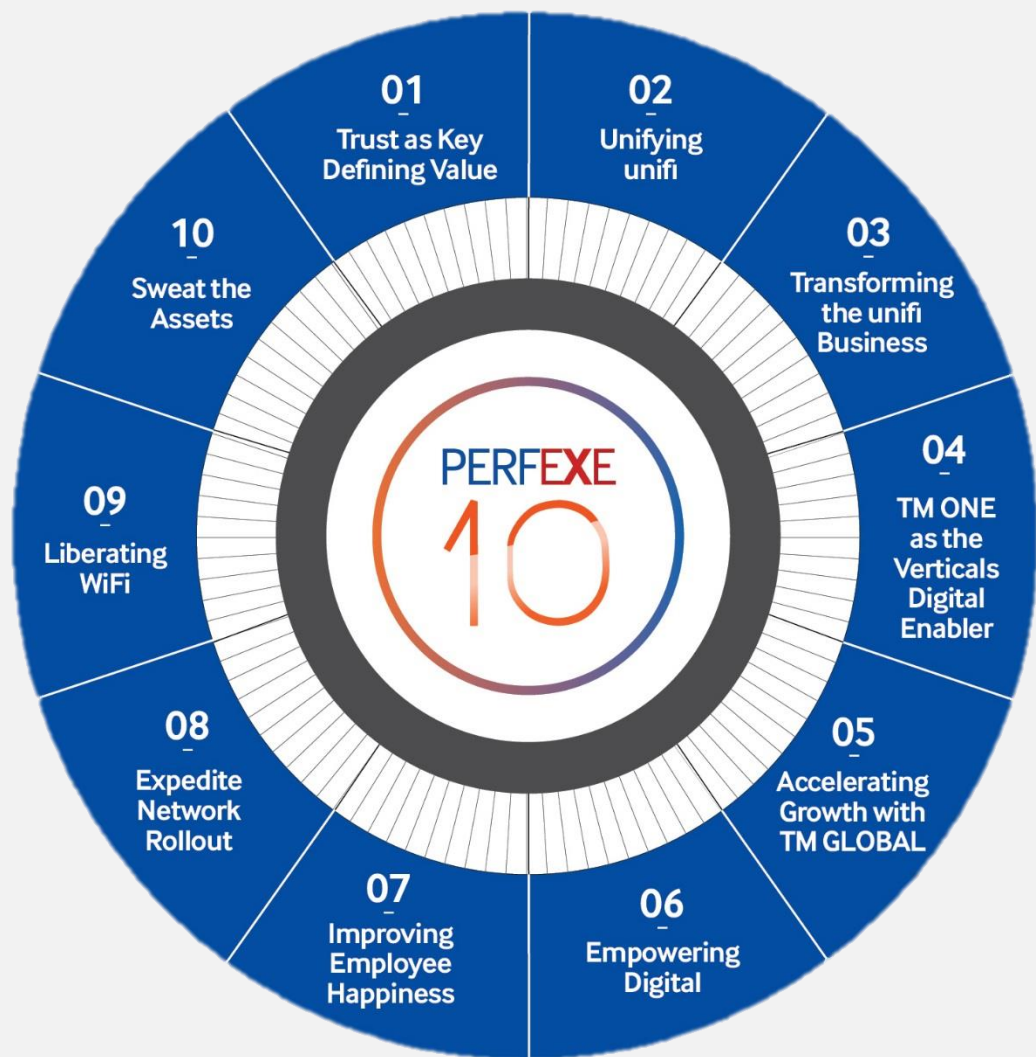 01
Trust as Key
Defining Value
02
Unifying
unifi
03
Transforming
the unifi
Business
04
TM ONE
as the
Verticals
Digital
Enabler
05
Accelerating
Growth with
TM GLOBAL
06
Empowering
Digital
07
Improving
Employee
Happiness
08
Expedite
Network
Rollout
09
Liberating
WiFi
10
Sweat the
Assets
PERFEXE
10